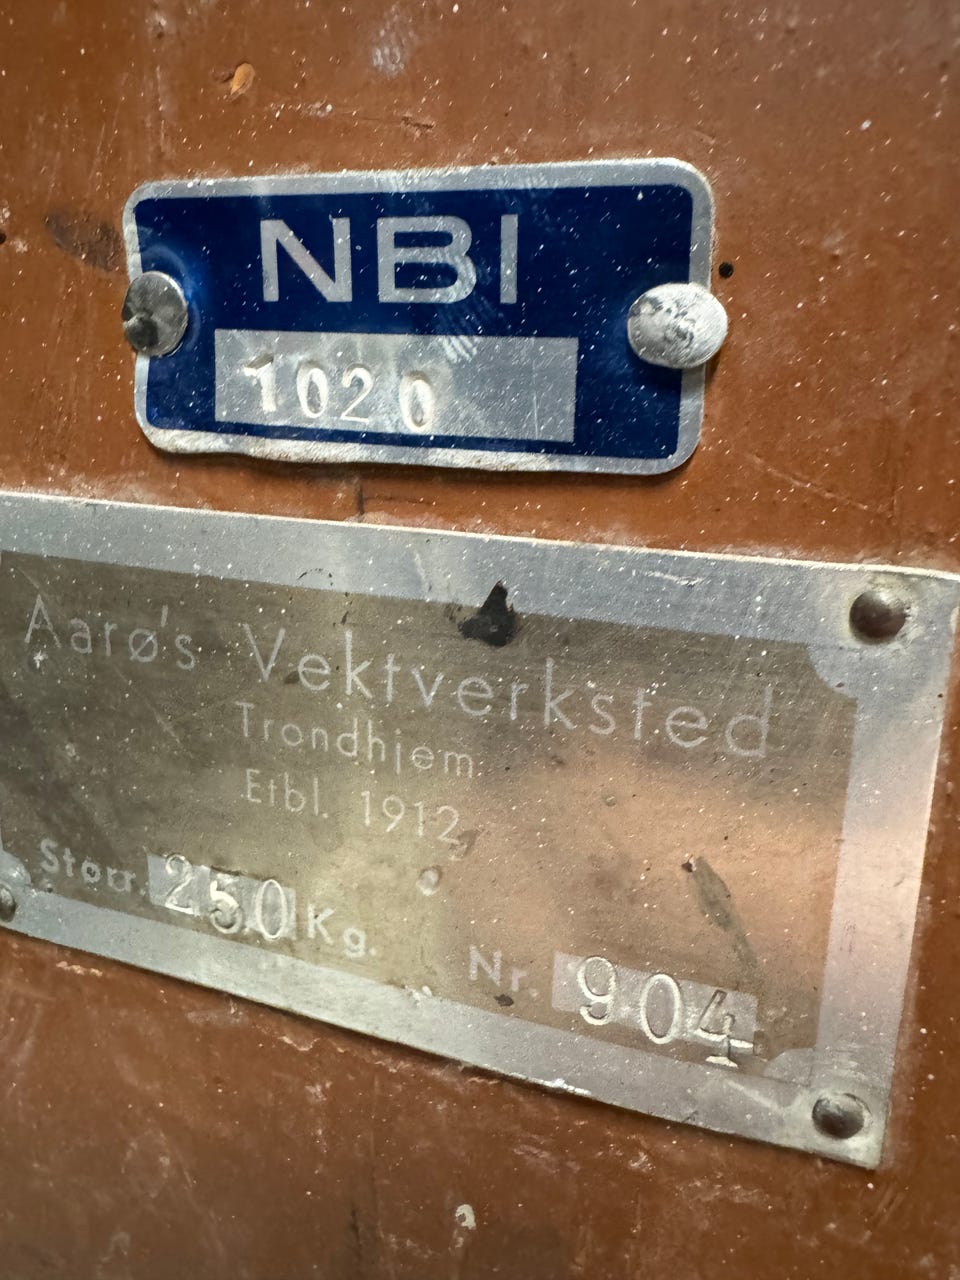 NBI
1020
Aarø's Vektverksted
Trondhjem
Etbl. 1912
Størr. 250 Kg.
Nr. 904